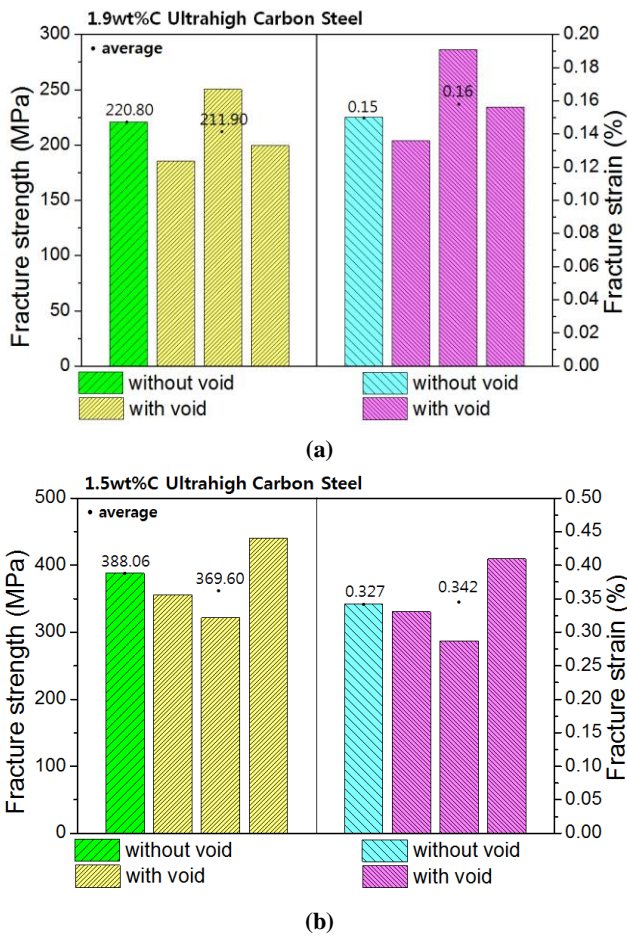 1.9wt%C Ultrahigh Carbon Steel
• average
Fracture strength (MPa)
300
250
200
150
100
50
0
220.80
211.90
0.15
0.16
Fracture strain (%)
0.20
0.18
0.16
0.14
0.12
0.10
0.08
0.06
0.04
0.02
0.00
without void
with void
without void
with void
(a)
1.5wt%C Ultrahigh Carbon Steel
• average
Fracture strength (MPa)
500
400
300
200
100
0
388.06
369.60
0.327
0.342
Fracture strain (%)
0.50
0.45
0.40
0.35
0.30
0.25
0.20
0.15
0.10
0.05
0.00
without void
with void
without void
with void
(b)